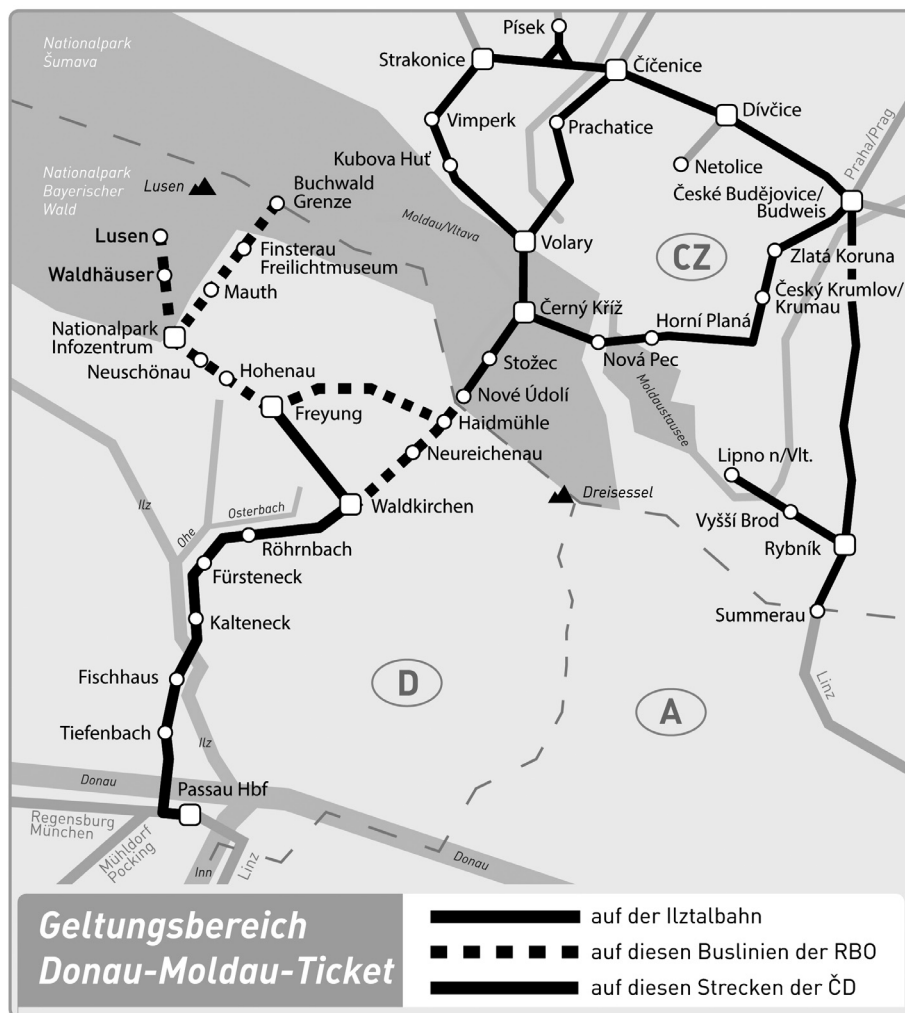 Nationalpark
Šumava
Nationalpark
Bayerischer
Wald
Písek
Strakonice
Číčenice
Vimperk
Prachatice
Dívčice
Kubova Huť
Netolice
Praha/Prag
Lusen
Buchwald
Grenze
Moldau/Vltava
České Budějovice/
Budweis
Lusen
Finsterau
Freilichtmuseum
Volary
CZ
Zlatá Koruna
Waldhäuser
Mauth
Český Krumlov/
Krumau
Nationalpark
Infozentrum
Černý Kříž
Horní Planá
Neuschönau
Hohenau
Stožec
Nová Pec
Freyung
Nové Údolí
Haidmühle
Moldaustausee
Neureichenau
Lipno n/Vlt.
Ilz
Ohe
Osterbach
Waldkirchen
Dreisessel
Vyšší Brod
Rybník
Röhrnbach
Fürsteneck
Kalteneck
Summerau
Fischhaus
D
A
Linz
Tiefenbach
Ilz
Donau
Passau Hbf
Regensburg
München
Mühldorf
Pocking
Inn
Linz
Donau
Geltungsbereich
Donau-Moldau-Ticket
auf der Ilztalbahn
auf diesen Buslinien der RBO
auf diesen Strecken der ČD